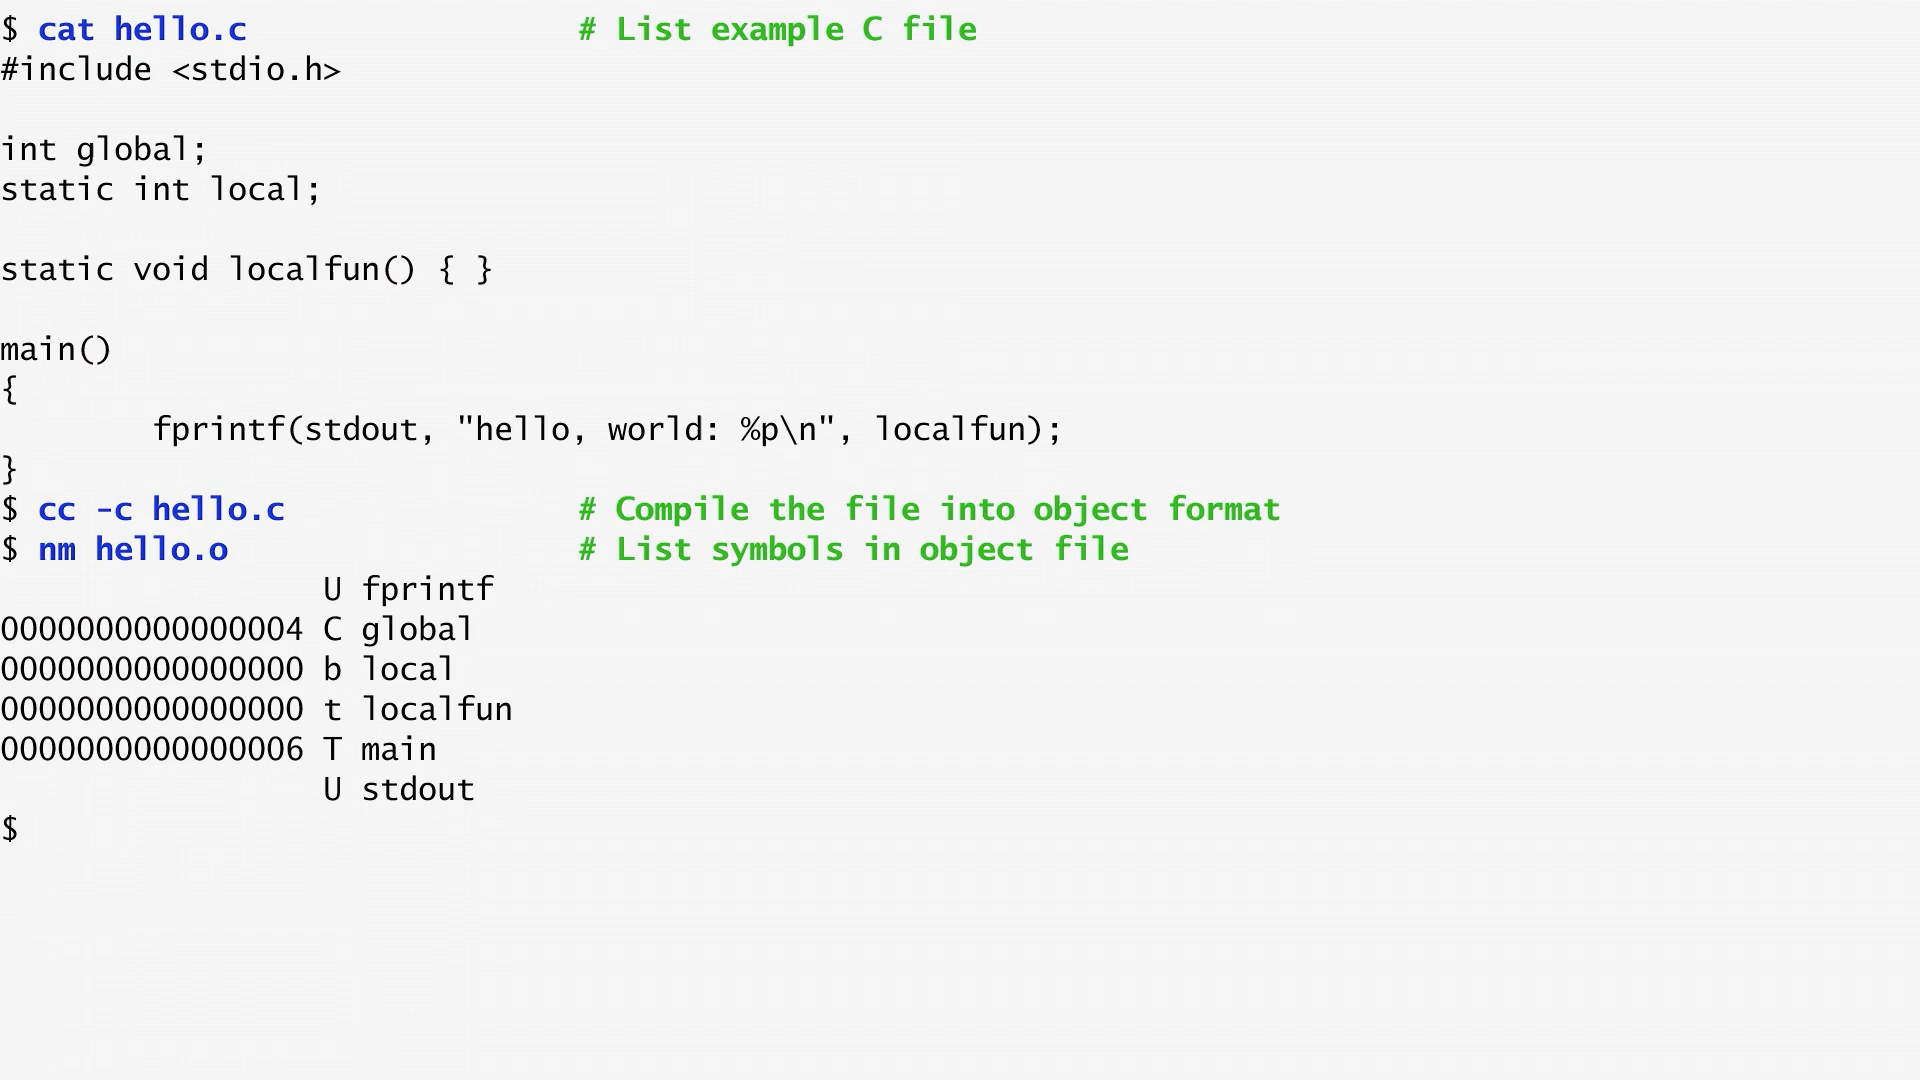 $ cat hello.c                 # List example C file
#include <stdio.h>

int global;
static int local;

static void localfun() { }

main()
{
        fprintf(stdout, "hello, world: %p\n", localfun);
}
$ cc -c hello.c               # Compile the file into object format
$ nm hello.o                  # List symbols in object file
                 U fprintf
0000000000000004 C global
0000000000000000 b local
0000000000000000 t localfun
0000000000000006 T main
                 U stdout
$